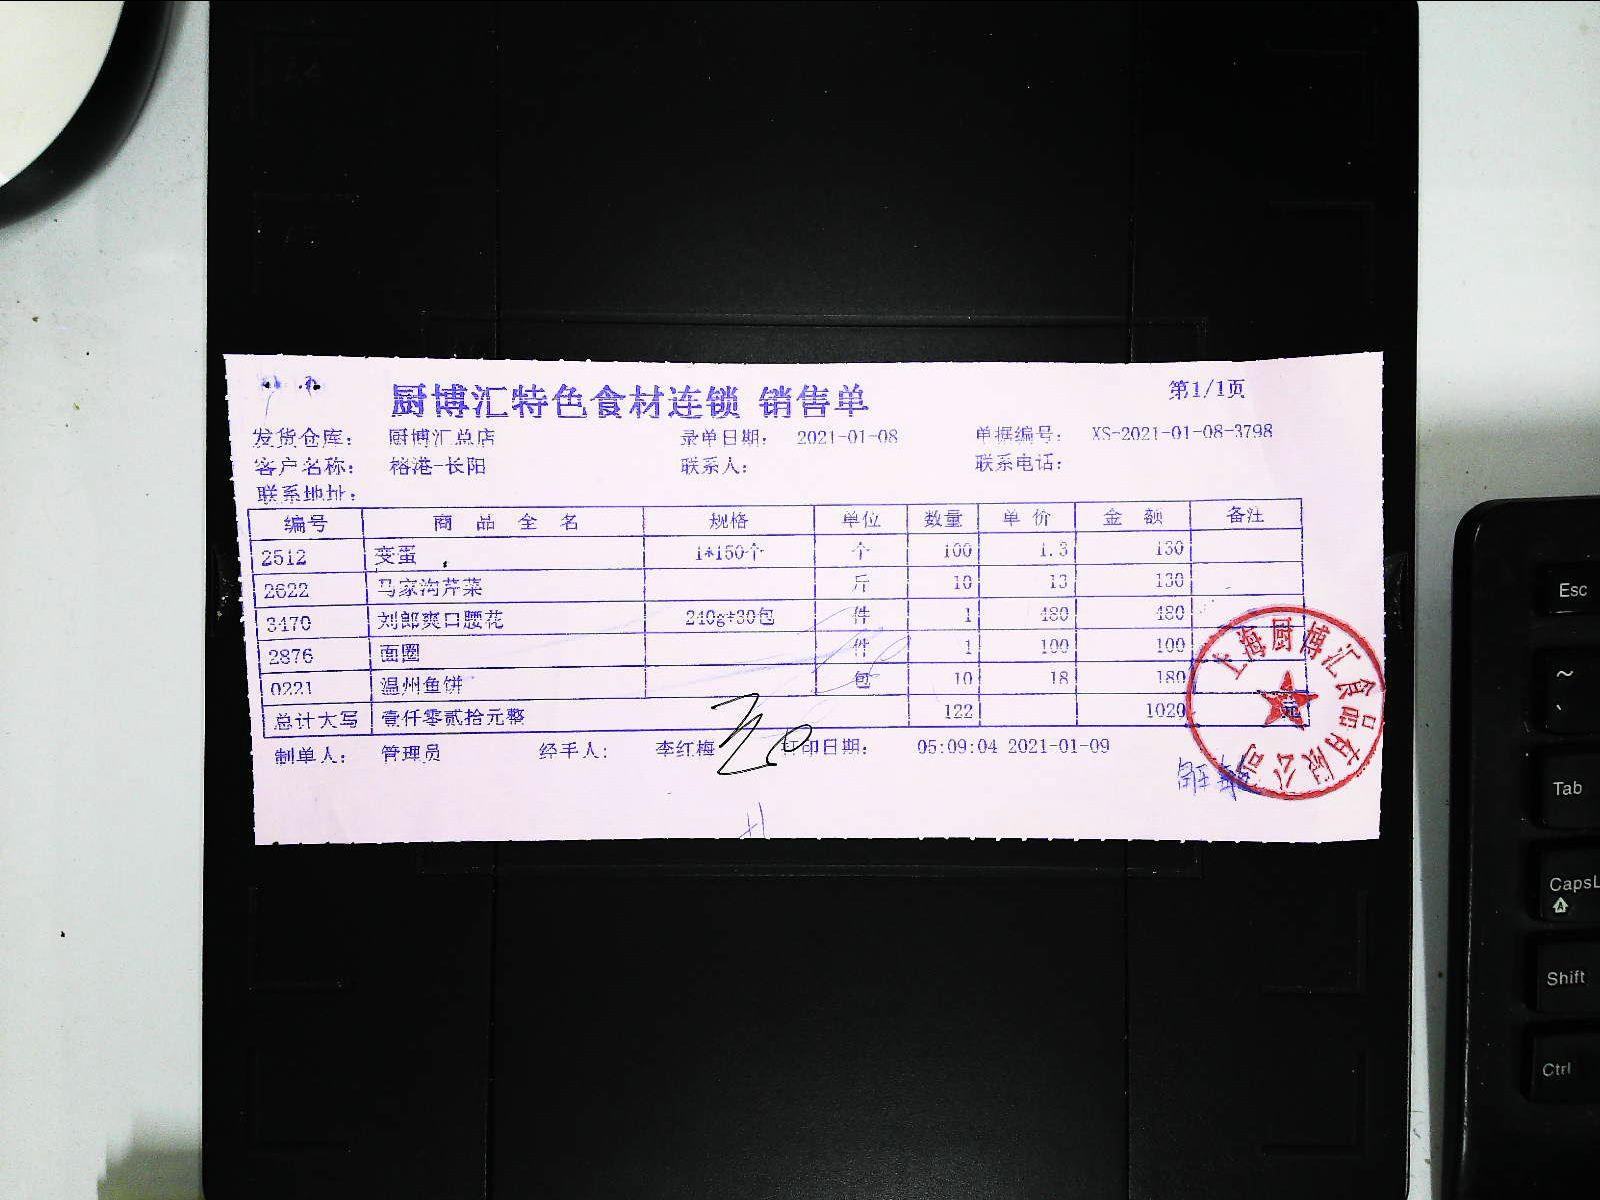 厨博汇特色食材连锁 销售单 第1/1页
发货仓库： 厨博汇总店 录单日期： 2021-01-08 单据编号： XS-2021-01-08-3798
客户名称： 榕港-长阳 联系人： 联系电话：
联系地址：
编号 商品全名 规格 单位 数量 单价 金额 备注
2512 变蛋 1*150个 个 100 1.3 130
2622 马家沟芹菜 斤 10 13 130
3470 刘郎爽口腰花 240g*30包 件 1 480 480
2876 面圈 件 1 100 100
0221 温州鱼饼 包 10 18 180
总计大写 壹仟零贰拾元整 122 1020 元
制单人： 管理员 经手人： 李红梅 打印日期： 05:09:04 2021-01-09
上海厨博汇食品有限公司
Esc
~
`
Tab
CapsL
A
Shift
Ctrl